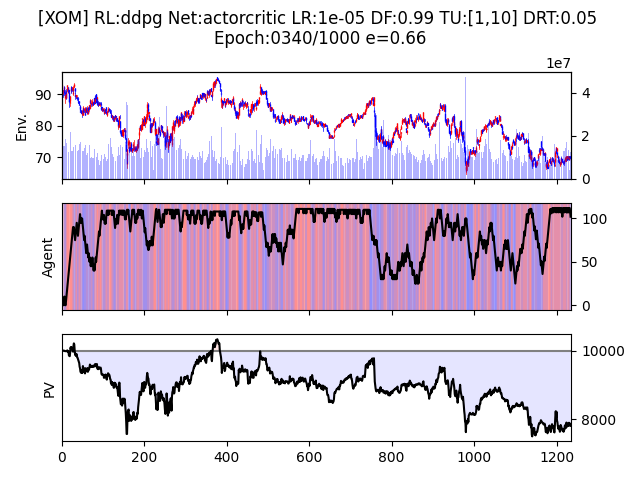 [XOM] RL:ddpg Net:actorcritic LR:1e-05 DF:0.99 TU:[1,10] DRT:0.05
Epoch:0340/1000 e=0.66
1e7
Env.
90
80
70
4
2
0
Agent
100
50
0
PV
10000
8000
0 200 400 600 800 1000 1200